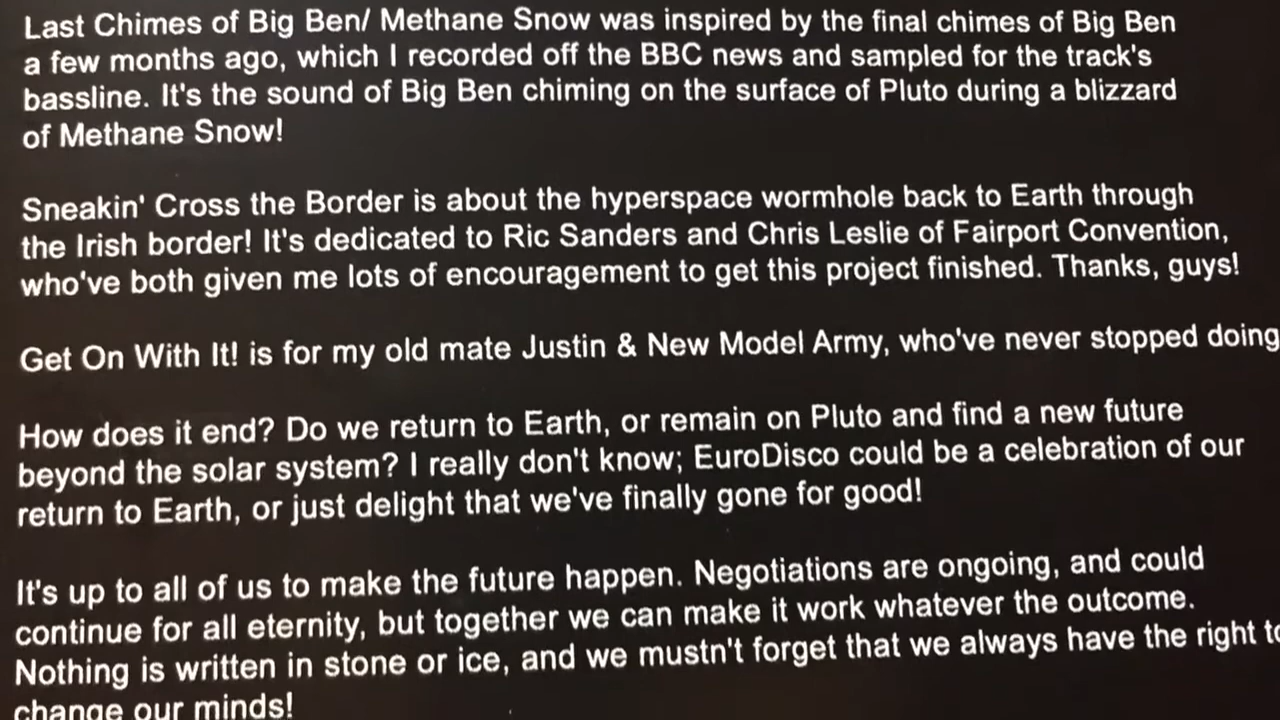 Last Chimes of Big Ben/ Methane Snow was inspired by the final chimes of Big Ben
a few months ago, which I recorded off the BBC news and sampled for the track's
bassline. It's the sound of Big Ben chiming on the surface of Pluto during a blizzard
of Methane Snow!
Sneakin' Cross the Border is about the hyperspace wormhole back to Earth through
the Irish border! It's dedicated to Ric Sanders and Chris Leslie of Fairport Convention,
who've both given me lots of encouragement to get this project finished. Thanks, guys!
Get On With It! is for my old mate Justin & New Model Army, who've never stopped doing
How does it end? Do we return to Earth, or remain on Pluto and find a new future
beyond the solar system? I really don't know; EuroDisco could be a celebration of our
return to Earth, or just delight that we've finally gone for good!
It's up to all of us to make the future happen. Negotiations are ongoing, and could
continue for all eternity, but together we can make it work whatever the outcome.
Nothing is written in stone or ice, and we mustn't forget that we always have the right to
change our minds!